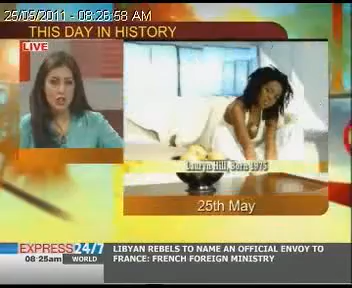 25/05/2011 - 08:26:58 AM
THIS DAY IN HISTORY
LIVE
Lauryn Hill, Born 1975
25th May
EXPRESS 24/7
08:25am
WORLD
LIBYAN REBELS TO NAME AN OFFICIAL ENVOY TO
FRANCE: FRENCH FOREIGN MINISTRY